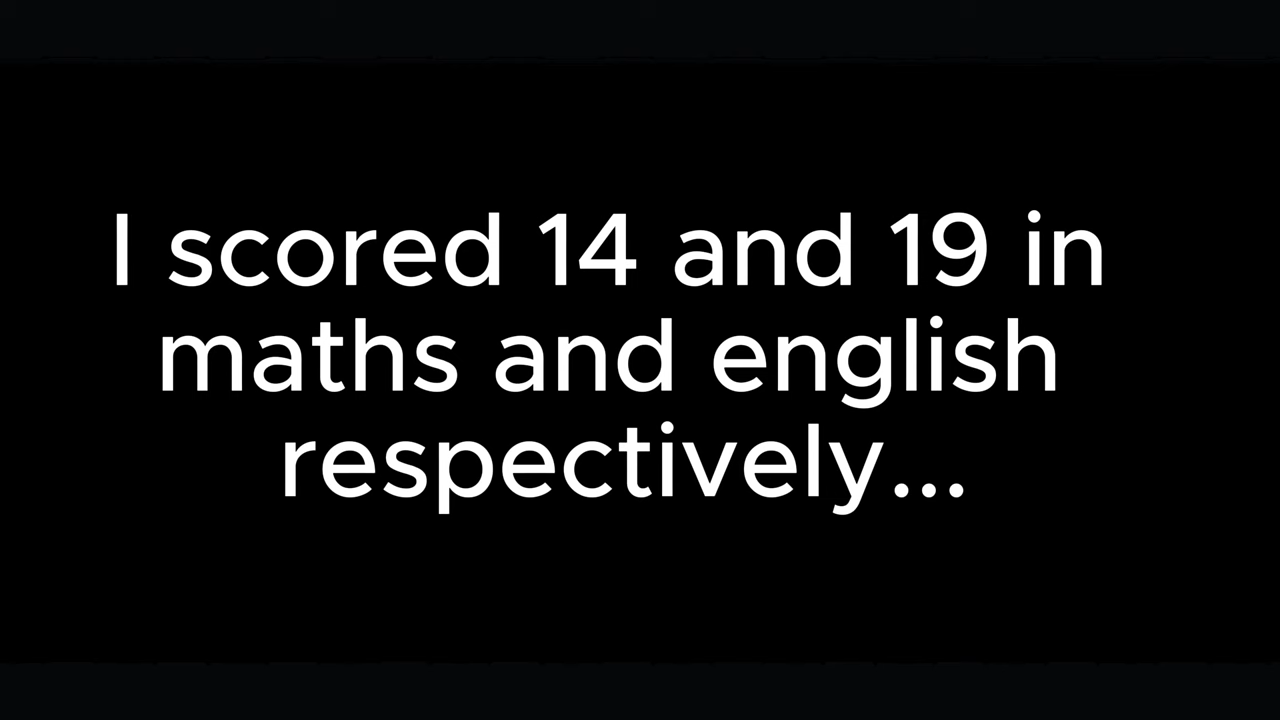 I scored 14 and 19 in
maths and english
respectively...